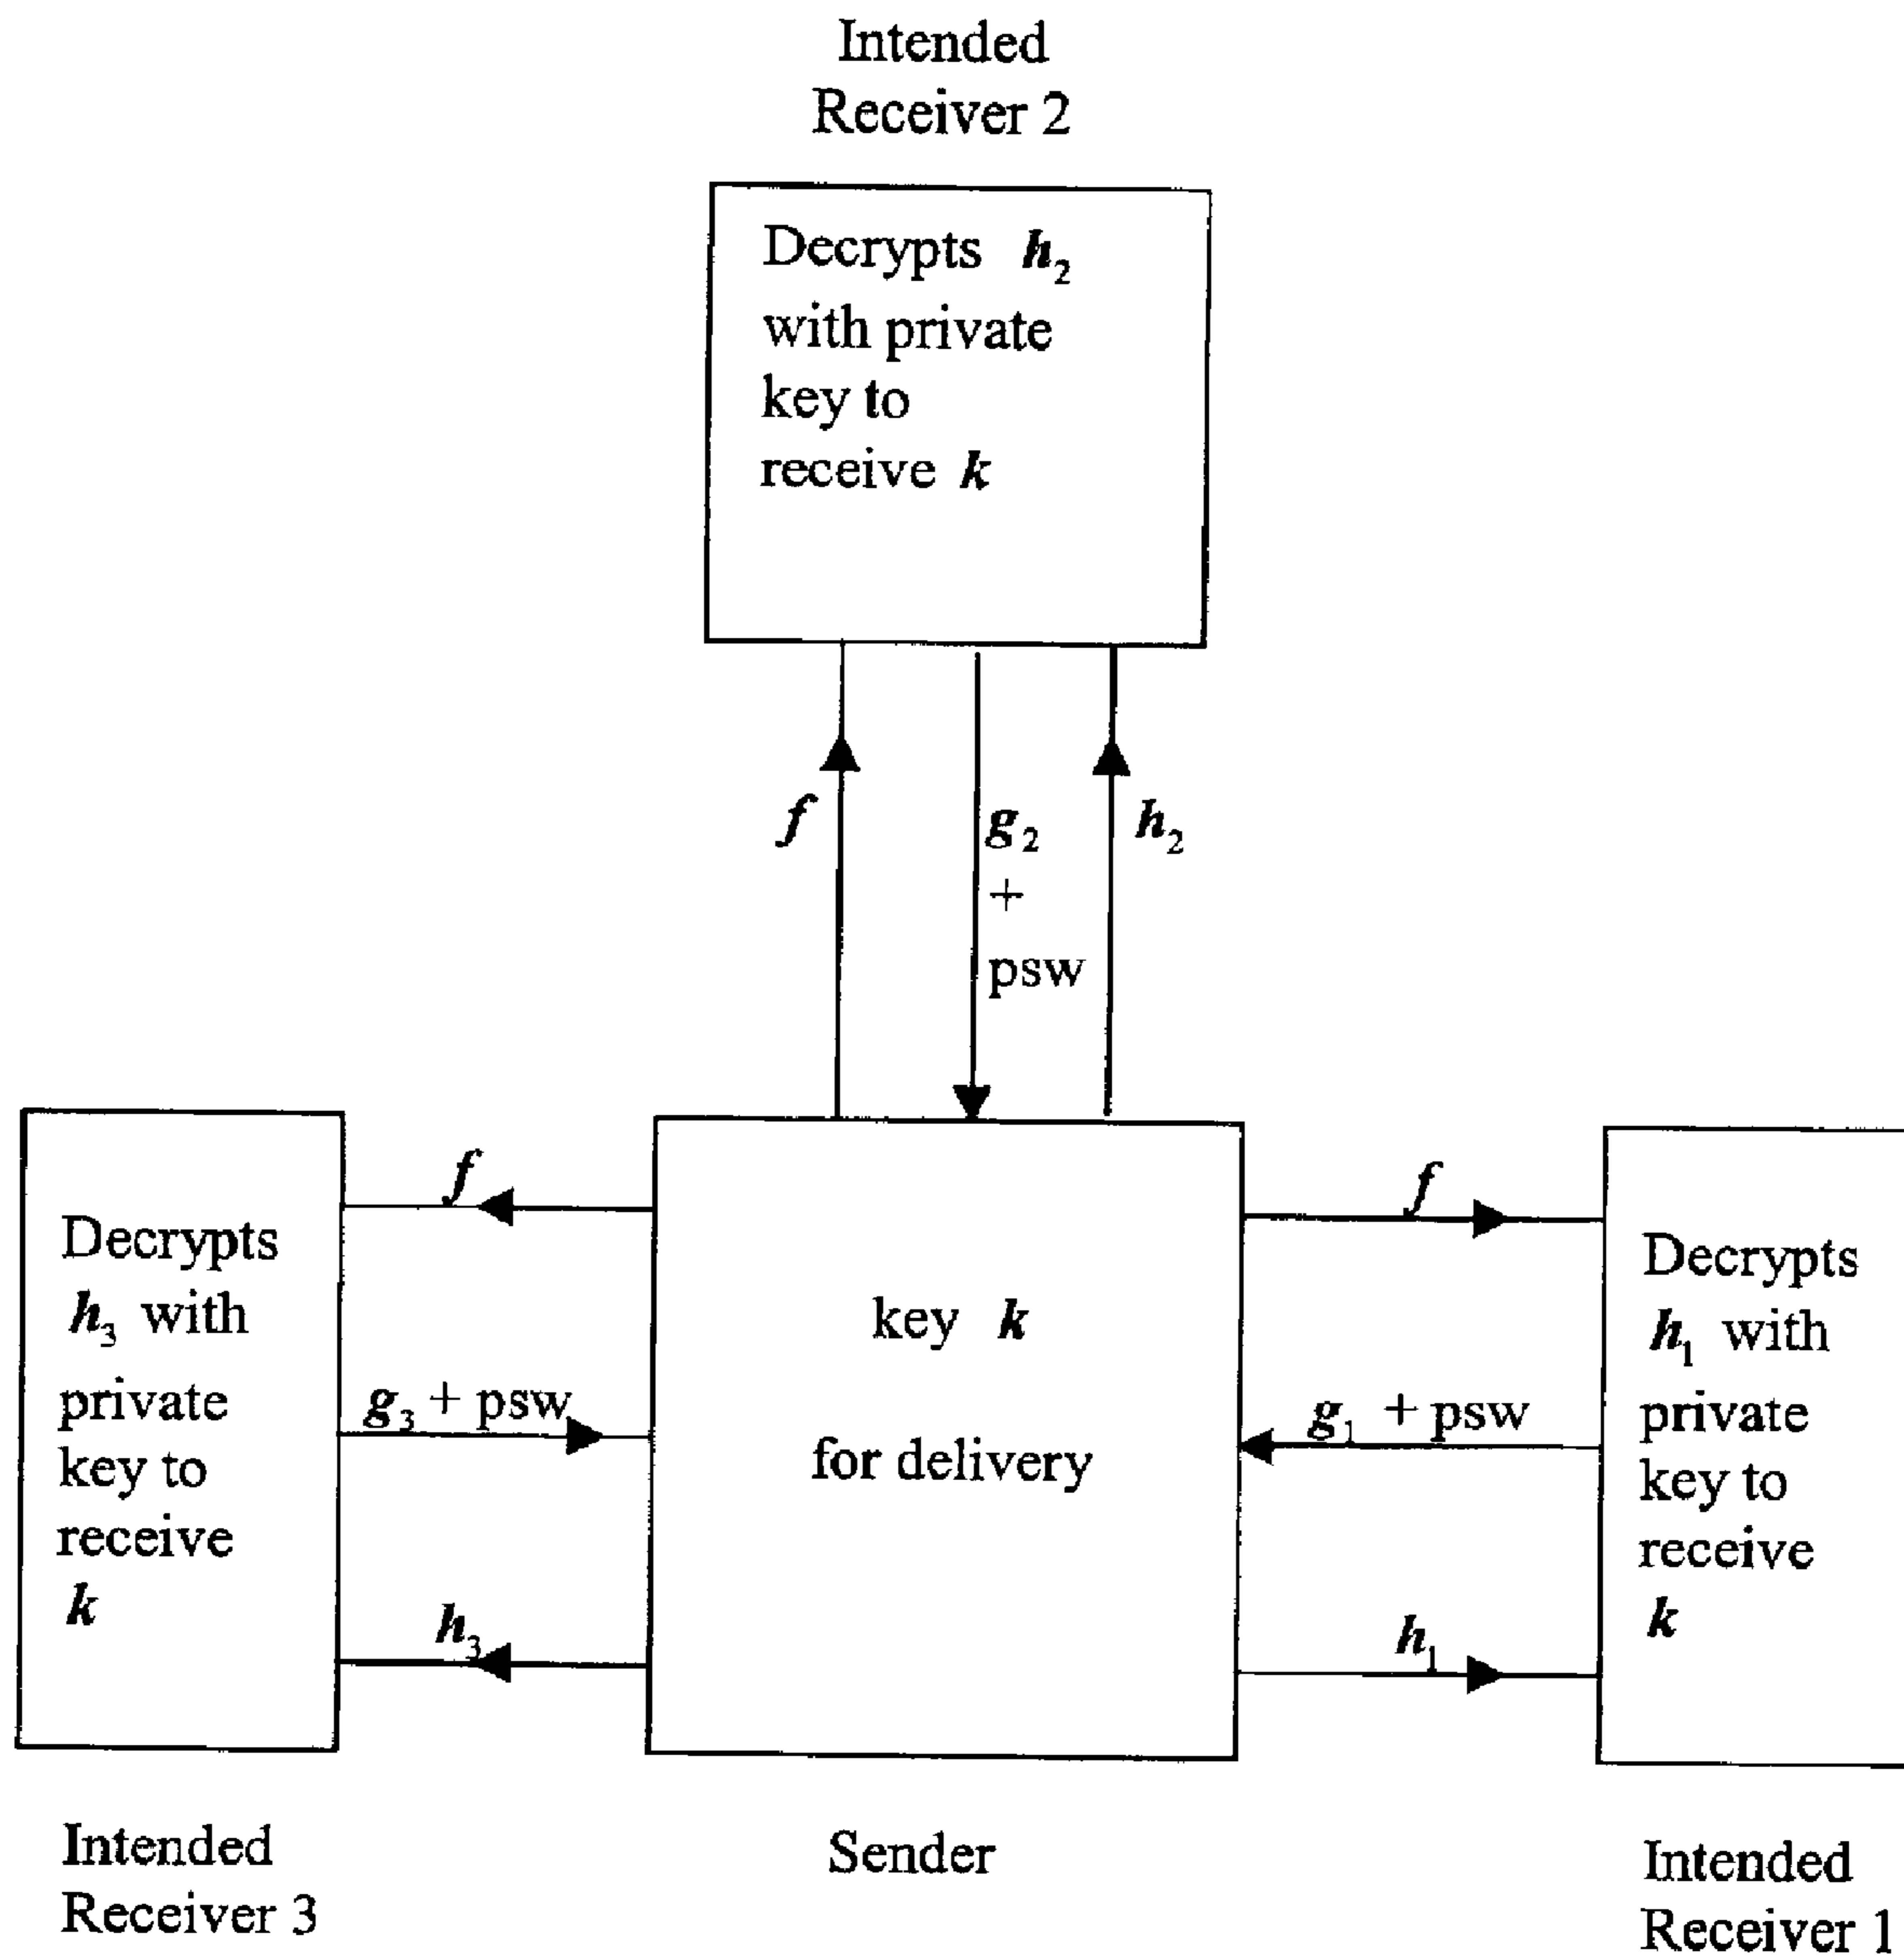 Intended
Receiver 2
Decrypts h₂
with private
key to
receive k
f
g₂
+
psw
h₂
f
Decrypts
h₃ with
private
key to
receive
k
g₃ + psw
h₃
key k
for delivery
f
g₁ + psw
h₁
Decrypts
h₁ with
private
key to
receive
k
Intended
Receiver 3
Sender
Intended
Receiver 1